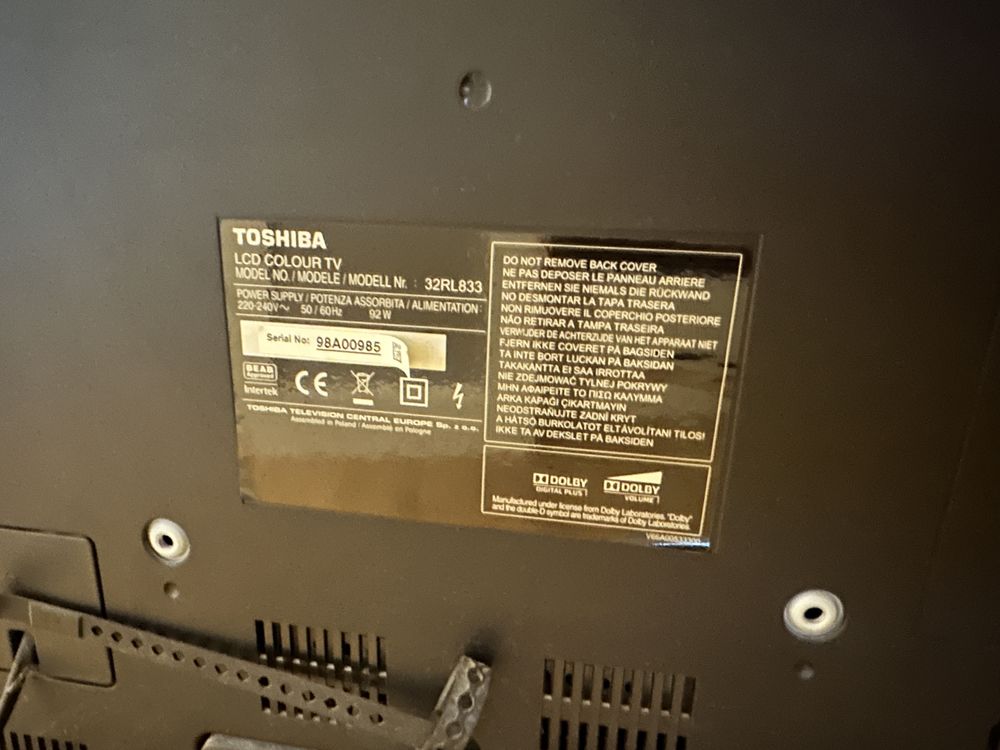 TOSHIBA
LCD COLOUR TV
MODEL NO. / MODELE / MODELL Nr. : 32RL833
POWER SUPPLY / POTENZA ASSORBITA / ALIMENTATION:
220-240V～ 50 / 60Hz 92 W
Serial No: 98A00985
BEAB
Approved
Intertek
CE
TOSHIBA TELEVISION CENTRAL EUROPE Sp. z o.o.
Assembled in Poland / Assemblé en Pologne
DO NOT REMOVE BACK COVER
NE PAS DEPOSER LE PANNEAU ARRIERE
ENTFERNEN SIE NIEMALS DIE RÜCKWAND
NO DESMONTAR LA TAPA TRASERA
NON RIMUOVERE IL COPERCHIO POSTERIORE
NÃO RETIRAR A TAMPA TRASEIRA
VERWIJDER DE ACHTERZIJDE VAN HET APPARAAT NIET
FJERN IKKE COVERET PÅ BAGSIDEN
TA INTE BORT LUCKAN PÅ BAKSIDAN
TAKAKANTTA EI SAA IRROTTAA
NIE ZDEJMOWAĆ TYLNEJ POKRYWY
ΜΗΝ ΑΦΑΙΡΕΙΤΕ ΤΟ ΠΙΣΩ ΚΑΛΥΜΜΑ
ARKA KAPAĞI ÇIKARTMAYIN
NEODSTRAŇUJTE ZADNÍ KRYT
A HÁTSÓ BURKOLATOT ELTÁVOLÍTANI TILOS!
IKKE TA AV DEKSLET PÅ BAKSIDEN
DOLBY
DIGITAL PLUS
DOLBY
VOLUME
Manufactured under license from Dolby Laboratories. "Dolby"
and the double-D symbol are trademarks of Dolby Laboratories.